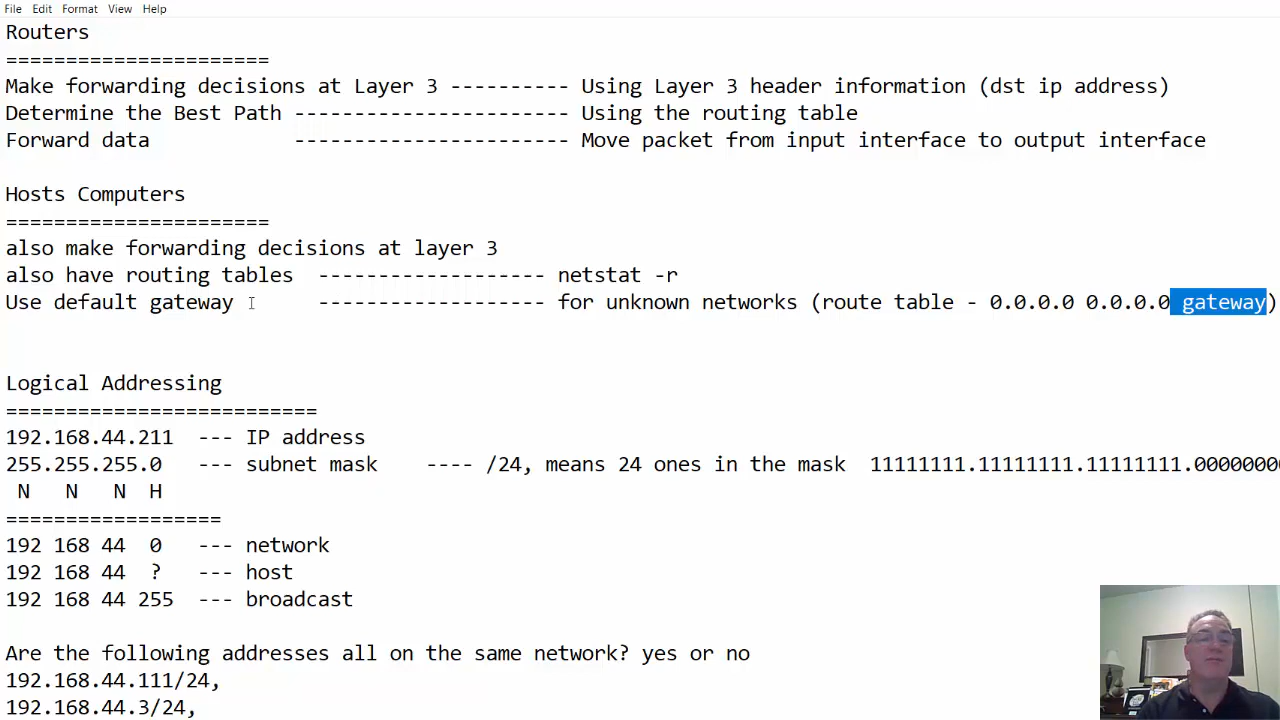 File Edit Format View Help
Routers
======================
Make forwarding decisions at Layer 3 ---------- Using Layer 3 header information (dst ip address)
Determine the Best Path ----------------------- Using the routing table
Forward data ----------------------- Move packet from input interface to output interface
Hosts Computers
======================
also make forwarding decisions at layer 3
also have routing tables ------------------- netstat -r
Use default gateway ------------------- for unknown networks (route table - 0.0.0.0 0.0.0.0 gateway)
Logical Addressing
==========================
192.168.44.211 --- IP address
255.255.255.0 --- subnet mask ---- /24, means 24 ones in the mask 11111111.11111111.11111111.0000000
N N N H
==================
192 168 44 0 --- network
192 168 44 ? --- host
192 168 44 255 --- broadcast
Are the following addresses all on the same network? yes or no
192.168.44.111/24,
192.168.44.3/24,